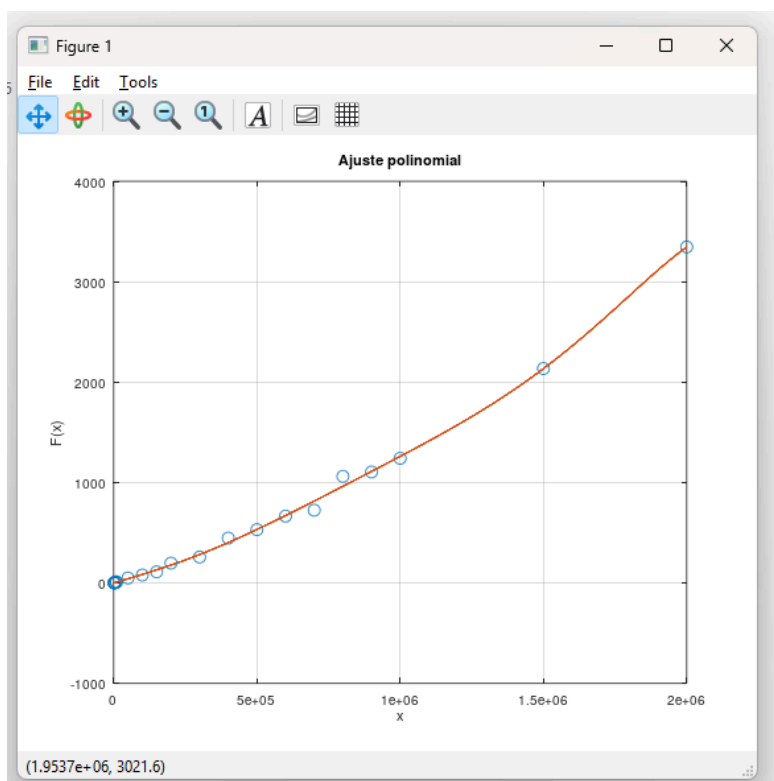 Figure 1
File Edit Tools
A
Ajuste polinomial
4000
3000
2000
F(x)
1000
0
-1000
0 5e+05 1e+06 1.5e+06 2e+06
x
(1.9537e+06, 3021.6)